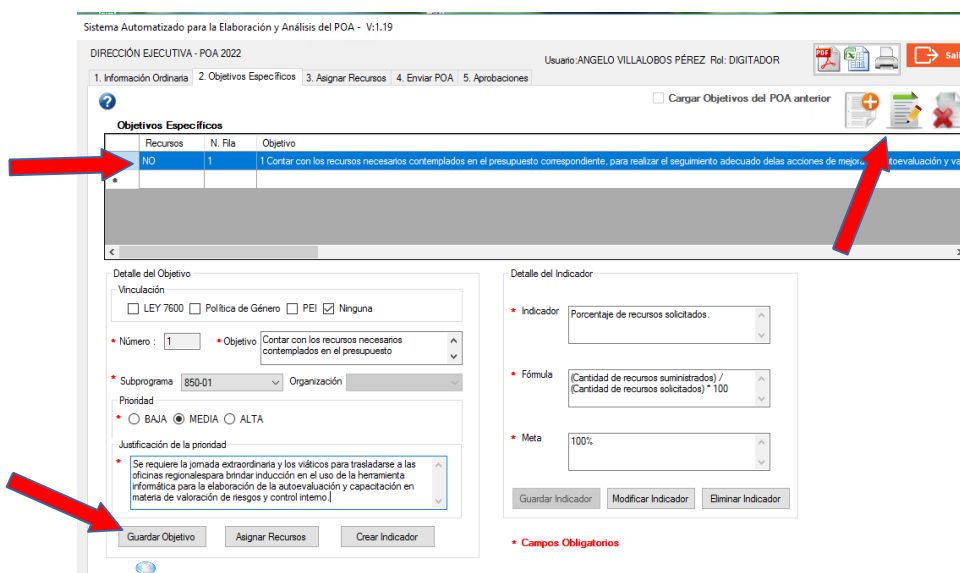 Sistema Automatizado para la Elaboración y Análisis del POA - V:1.19
DIRECCIÓN EJECUTIVA - POA 2022
Usuario:ANGELO VILLALOBOS PÉREZ Rol: DIGITADOR
PDF
Sali
1. Información Ordinaria 2. Objetivos Específicos 3. Asignar Recursos 4. Enviar POA 5. Aprobaciones
Cargar Objetivos del POA anterior
Objetivos Específicos
Recursos N. Fila Objetivo
NO 1 1 Contar con los recursos necesarios contemplados en el presupuesto correspondiente, para realizar el seguimiento adecuado delas acciones de mejora toevaluación y va
*
Detalle del Objetivo
Vinculación
LEY 7600 Política de Género PEI Ninguna
* Número : 1 * Objetivo Contar con los recursos necesarios
contemplados en el presupuesto
* Subprograma 850-01 Organización
Prioridad
* BAJA MEDIA ALTA
Justificación de la prioridad
* Se requiere la jornada extraordinaria y los viáticos para trasladarse a las
oficinas regionalespara brindar inducción en el uso de la herramienta
informática para la elaboración de la autoevaluación y capacitación en
materia de valoración de riesgos y control interno.
Guardar Objetivo Asignar Recursos Crear Indicador
Detalle del Indicador
* Indicador Porcentaje de recursos solicitados.
* Fórmula (Cantidad de recursos suministrados) /
(Cantidad de recursos solicitados) * 100
* Meta 100%
Guardar Indicador Modificar Indicador Eliminar Indicador
* Campos Obligatorios